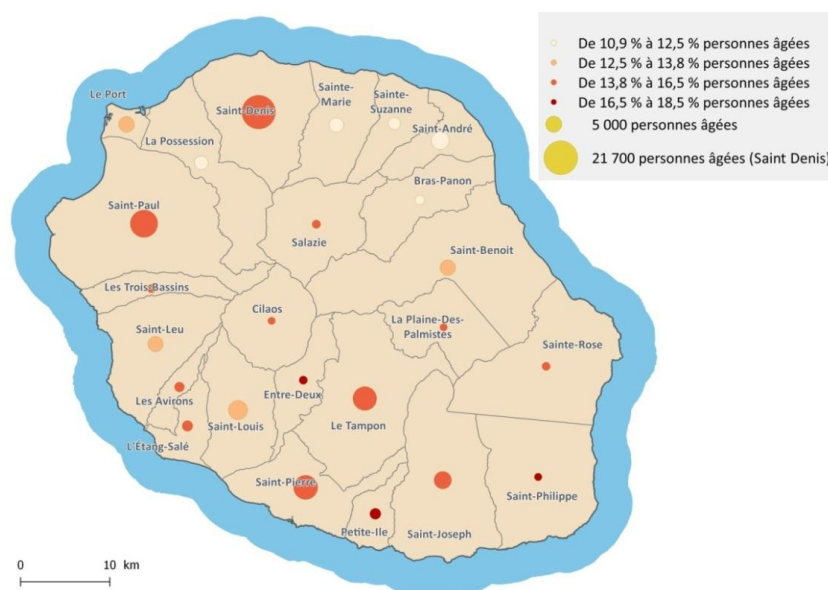 De 10,9 % à 12,5 % personnes âgées
De 12,5 % à 13,8 % personnes âgées
De 13,8 % à 16,5 % personnes âgées
De 16,5 % à 18,5 % personnes âgées
5 000 personnes âgées
21 700 personnes âgées (Saint Denis)
Le Port
La Possession
Saint-Denis
Sainte-
Marie
Sainte-
Suzanne
Saint-André
Bras-Panon
Saint-Paul
Salazie
Saint-Benoit
Les Trois-Bassins
Cilaos
La Plaine-Des-
Palmistes
Saint-Leu
Sainte-Rose
Les Avirons
Entre-Deux
Saint-Louis
Le Tampon
L'Étang-Salé
Saint-Pierre
Saint-Philippe
Petite-Ile
Saint-Joseph
0 10 km